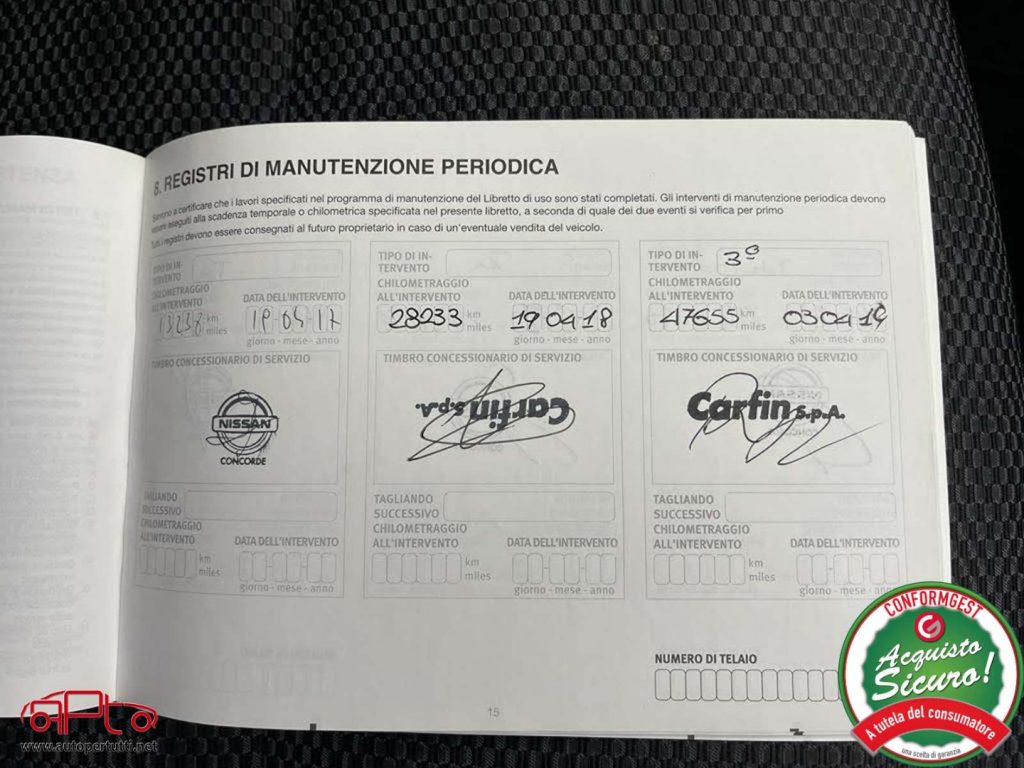 8. REGISTRI DI MANUTENZIONE PERIODICA
Servono a certificare che i lavori specificati nel programma di manutenzione del Libretto di uso sono stati completati. Gli interventi di manutenzione periodica devono
essere eseguiti alla scadenza temporale o chilometrica specificata nel presente libretto, a seconda di quale dei due eventi si verifica per primo
Tutti i registri devono essere consegnati al futuro proprietario in caso di un'eventuale vendita del veicolo.
TIPO DI IN-
TERVENTO
CHILOMETRAGGIO
ALL'INTERVENTO
DATA DELL'INTERVENTO
13238 km
miles
19 04 17
giorno - mese - anno
TIMBRO CONCESSIONARIO DI SERVIZIO
NISSAN
CONCORDE
TAGLIANDO
SUCCESSIVO
CHILOMETRAGGIO
ALL'INTERVENTO
DATA DELL'INTERVENTO
km
miles
giorno - mese - anno
TIPO DI IN-
TERVENTO
CHILOMETRAGGIO
ALL'INTERVENTO
DATA DELL'INTERVENTO
28233 km
miles
19 04 18
giorno - mese - anno
TIMBRO CONCESSIONARIO DI SERVIZIO
Carfin s.p.A.
TAGLIANDO
SUCCESSIVO
CHILOMETRAGGIO
ALL'INTERVENTO
DATA DELL'INTERVENTO
km
miles
giorno - mese - anno
TIPO DI IN-
TERVENTO
3º
CHILOMETRAGGIO
ALL'INTERVENTO
DATA DELL'INTERVENTO
47655 km
miles
03 04 19
giorno - mese - anno
TIMBRO CONCESSIONARIO DI SERVIZIO
Carfin s.p.A.
TAGLIANDO
SUCCESSIVO
CHILOMETRAGGIO
ALL'INTERVENTO
DATA DELL'INTERVENTO
km
miles
giorno - mese - anno
NUMERO DI TELAIO
15
apto
www.autopertutti.net
CONFORMGEST
Acquisto
Sicuro!
A tutela del consumatore
una scelta di garanzia